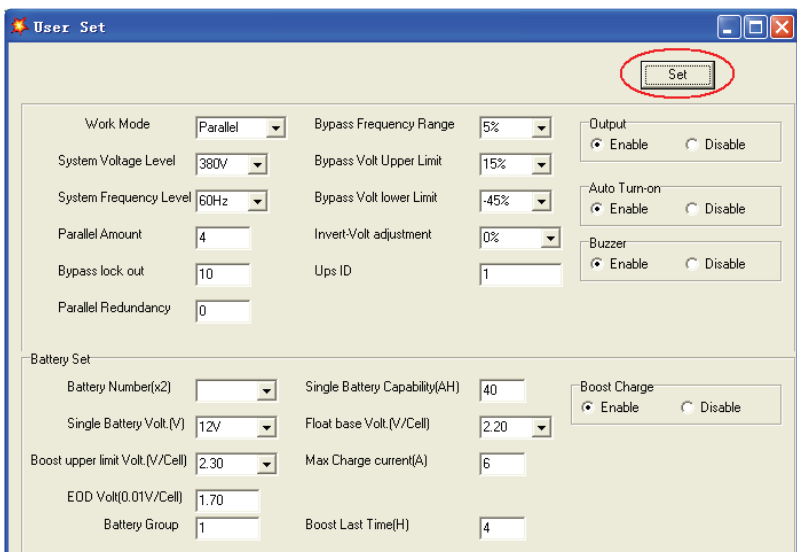 User Set
Set
Work Mode Parallel Bypass Frequency Range 5% Output
Enable Disable
System Voltage Level 380V Bypass Volt Upper Limit 15%
Auto Turn-on
System Frequency Level 60Hz Bypass Volt lower Limit -45% Enable Disable
Parallel Amount 4 Invert-Volt adjustment 0% Buzzer
Bypass lock out 10 Ups ID 1 Enable Disable
Parallel Redundancy 0
Battery Set
Battery Number(x2) Single Battery Capability(AH) 40 Boost Charge
Enable Disable
Single Battery Volt.(V) 12V Float base Volt.(V/Cell) 2.20
Boost upper limit Volt.(V/Cell) 2.30 Max Charge current(A) 6
EOD Volt(0.01V/Cell) 1.70
Battery Group 1 Boost Last Time(H) 4